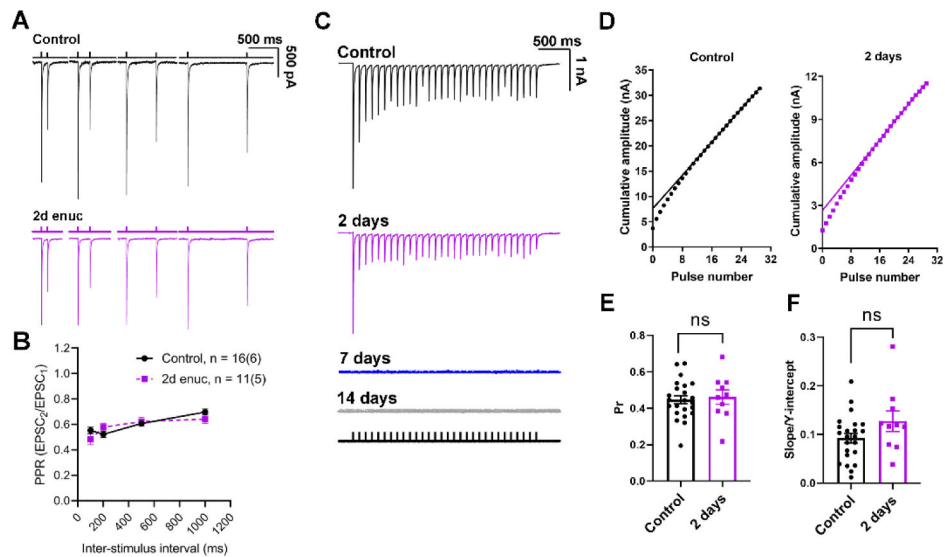 A
Control
500 ms
500 pA
2d enuc
B
PPR (EPSC2/EPSC1)
1.2
1.0
0.8
0.6
0.4
0.2
0.0
Control, n = 16(6)
2d enuc, n = 11(5)
0
200
400
600
800
1000
1200
Inter-stimulus interval (ms)
C
Control
500 ms
1 nA
2 days
7 days
14 days
D
Control
Cumulative amplitude (nA)
35
30
25
20
15
10
5
0
0 8 16 24 32
Pulse number
2 days
Cumulative amplitude (nA)
12
9
6
3
0
0 8 16 24 32
Pulse number
E
ns
Pr
0.8
0.6
0.4
0.2
0.0
Control
2 days
F
ns
Slope/Y-intercept
0.3
0.2
0.1
0.0
Control
2 days